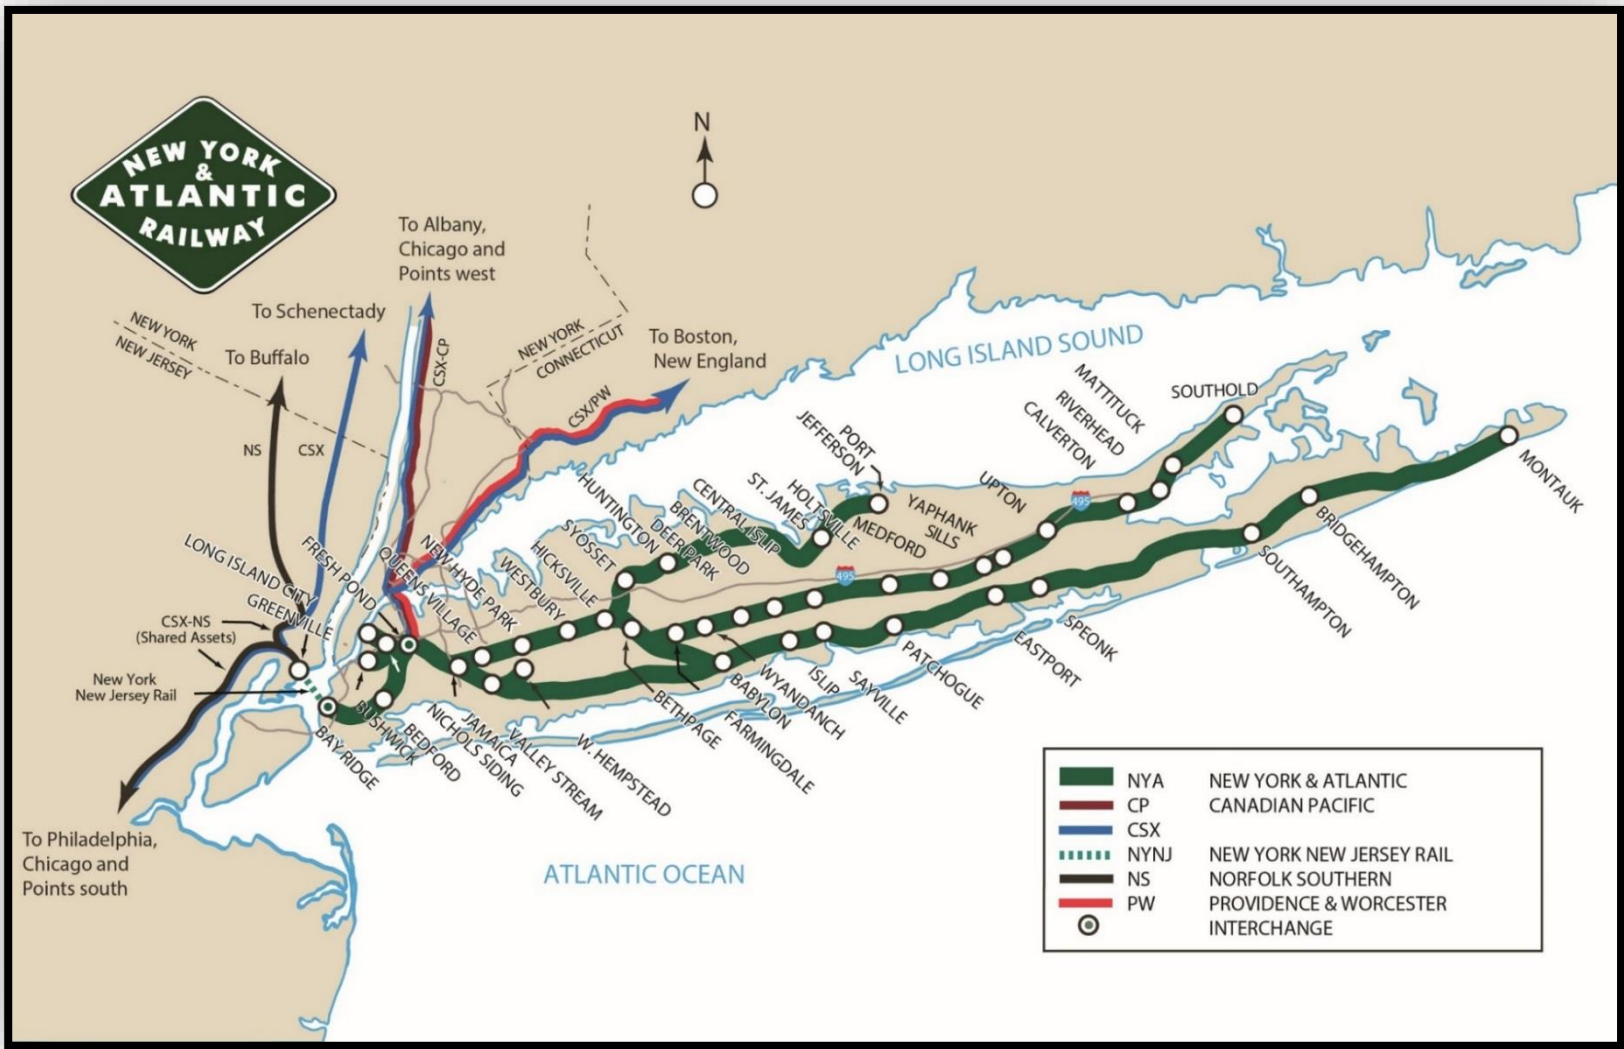 NEW YORK
&
ATLANTIC
RAILWAY
N
To Albany,
Chicago and
Points west
To Schenectady
To Buffalo
NEW YORK
NEW JERSEY
NEW YORK
CONNECTICUT
To Boston,
New England
CSX-CP
CSX/PW
NS
CSX
LONG ISLAND SOUND
MATTITUCK
RIVERHEAD
CALVERTON
SOUTHOLD
MONTAUK
PORT
JEFFERSON
HOLTSVILLE
ST. JAMES
CENTRAL ISLIP
BRENTWOOD
DEER PARK
HUNTINGTON
SYOSSET
HICKSVILLE
WESTBURY
NEW HYDE PARK
QUEENS VILLAGE
FRESH POND
LONG ISLAND CITY
GREENVILLE
MEDFORD
YAPHANK
SILLS
UPTON
495
495
CSX-NS
(Shared Assets)
New York
New Jersey Rail
BAY RIDGE
BUSHWICK
BEDFORD
NICHOLS SIDING
JAMAICA
VALLEY STREAM
W. HEMPSTEAD
BETHPAGE
FARMINGDALE
BABYLON
WYANDANCH
ISLIP
SAYVILLE
PATCHOGUE
EASTPORT
SPEONK
SOUTHAMPTON
BRIDGEHAMPTON
To Philadelphia,
Chicago and
Points south
ATLANTIC OCEAN
NYA NEW YORK & ATLANTIC
CP CANADIAN PACIFIC
CSX
NYNJ NEW YORK NEW JERSEY RAIL
NS NORFOLK SOUTHERN
PW PROVIDENCE & WORCESTER
INTERCHANGE